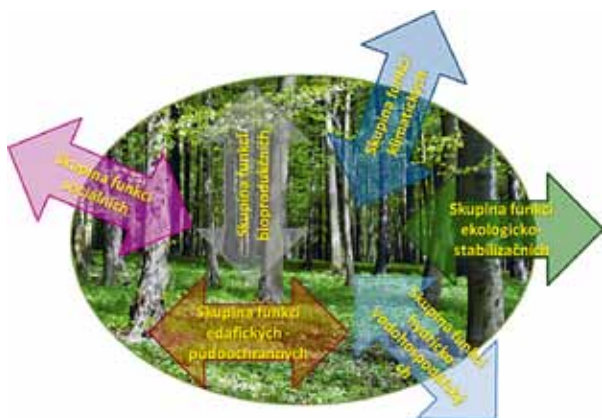 Skupina funkcí
sociálních
Skupina funkcí
bioprodukčních
Skupina funkcí
klimatických
Skupina funkcí
ekologicko-
stabilizačních
Skupina funkcí
edafických -
půdoochranných
Skupina funkcí
hydricko-
vodohospodářský
ch